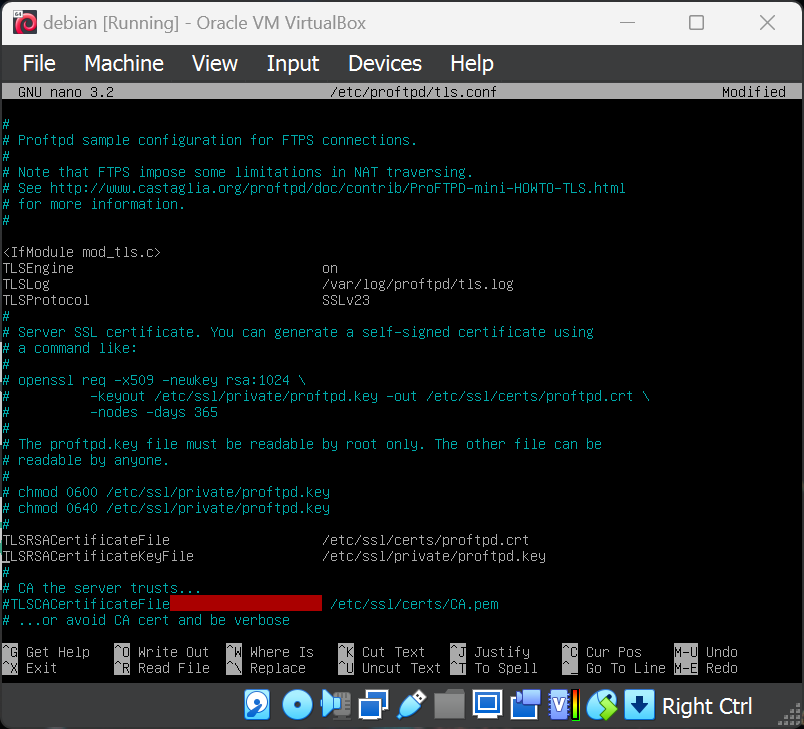 debian [Running] - Oracle VM VirtualBox
File Machine View Input Devices Help
GNU nano 3.2 /etc/proftpd/tls.conf Modified
#
# Proftpd sample configuration for FTPS connections.
#
# Note that FTPS impose some limitations in NAT traversing.
# See http://www.castaglia.org/proftpd/doc/contrib/ProFTPD-mini-HOWTO-TLS.html
# for more information.
#
<IfModule mod_tls.c>
TLSEngine on
TLSLog /var/log/proftpd/tls.log
TLSProtocol SSLv23
#
# Server SSL certificate. You can generate a self-signed certificate using
# a command like:
#
# openssl req -x509 -newkey rsa:1024 \
# -keyout /etc/ssl/private/proftpd.key -out /etc/ssl/certs/proftpd.crt \
# -nodes -days 365
#
# The proftpd.key file must be readable by root only. The other file can be
# readable by anyone.
#
# chmod 0600 /etc/ssl/private/proftpd.key
# chmod 0640 /etc/ssl/private/proftpd.key
#
TLSRSACertificateFile /etc/ssl/certs/proftpd.crt
TLSRSACertificateKeyFile /etc/ssl/private/proftpd.key
#
# CA the server trusts...
#TLSCACertificateFile /etc/ssl/certs/CA.pem
# ...or avoid CA cert and be verbose
^G Get Help ^O Write Out ^W Where Is ^K Cut Text ^J Justify ^C Cur Pos M-U Undo
^X Exit ^R Read File ^\ Replace ^U Uncut Text ^T To Spell ^_ Go To Line M-E Redo
Right Ctrl